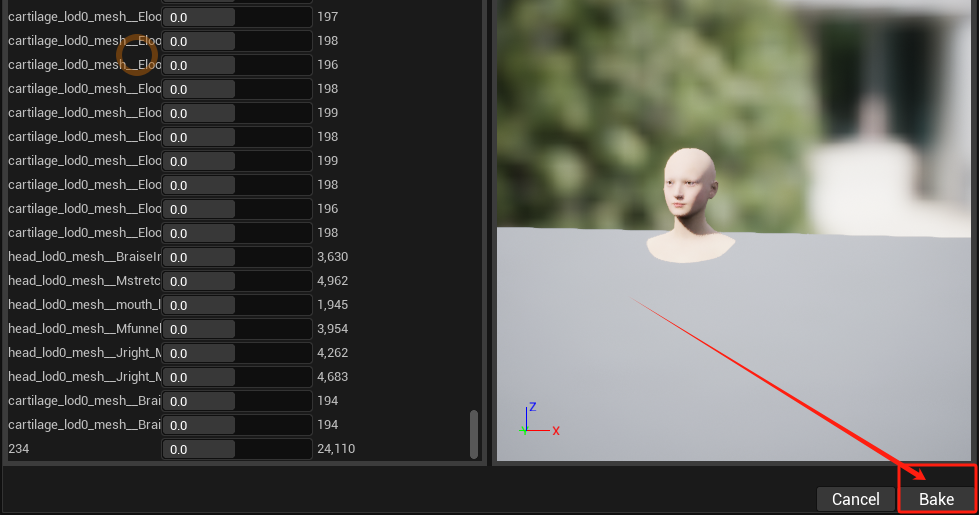 cartilage_lod0_mesh__Eloo 0.0 197
cartilage_lod0_mesh__Eloo 0.0 198
cartilage_lod0_mesh__Eloo 0.0 196
cartilage_lod0_mesh__Eloo 0.0 198
cartilage_lod0_mesh__Eloo 0.0 199
cartilage_lod0_mesh__Eloo 0.0 198
cartilage_lod0_mesh__Eloo 0.0 199
cartilage_lod0_mesh__Eloo 0.0 198
cartilage_lod0_mesh__Eloo 0.0 196
cartilage_lod0_mesh__Eloo 0.0 198
head_lod0_mesh__BraiseIr 0.0 3,630
head_lod0_mesh__Mstretc 0.0 4,962
head_lod0_mesh__mouth_l 0.0 1,945
head_lod0_mesh__Mfunnel 0.0 3,954
head_lod0_mesh__Jright_M 0.0 4,262
head_lod0_mesh__Jright_M 0.0 4,683
cartilage_lod0_mesh__Brai 0.0 194
cartilage_lod0_mesh__Brai 0.0 194
234 0.0 24,110
Z
X
Cancel
Bake